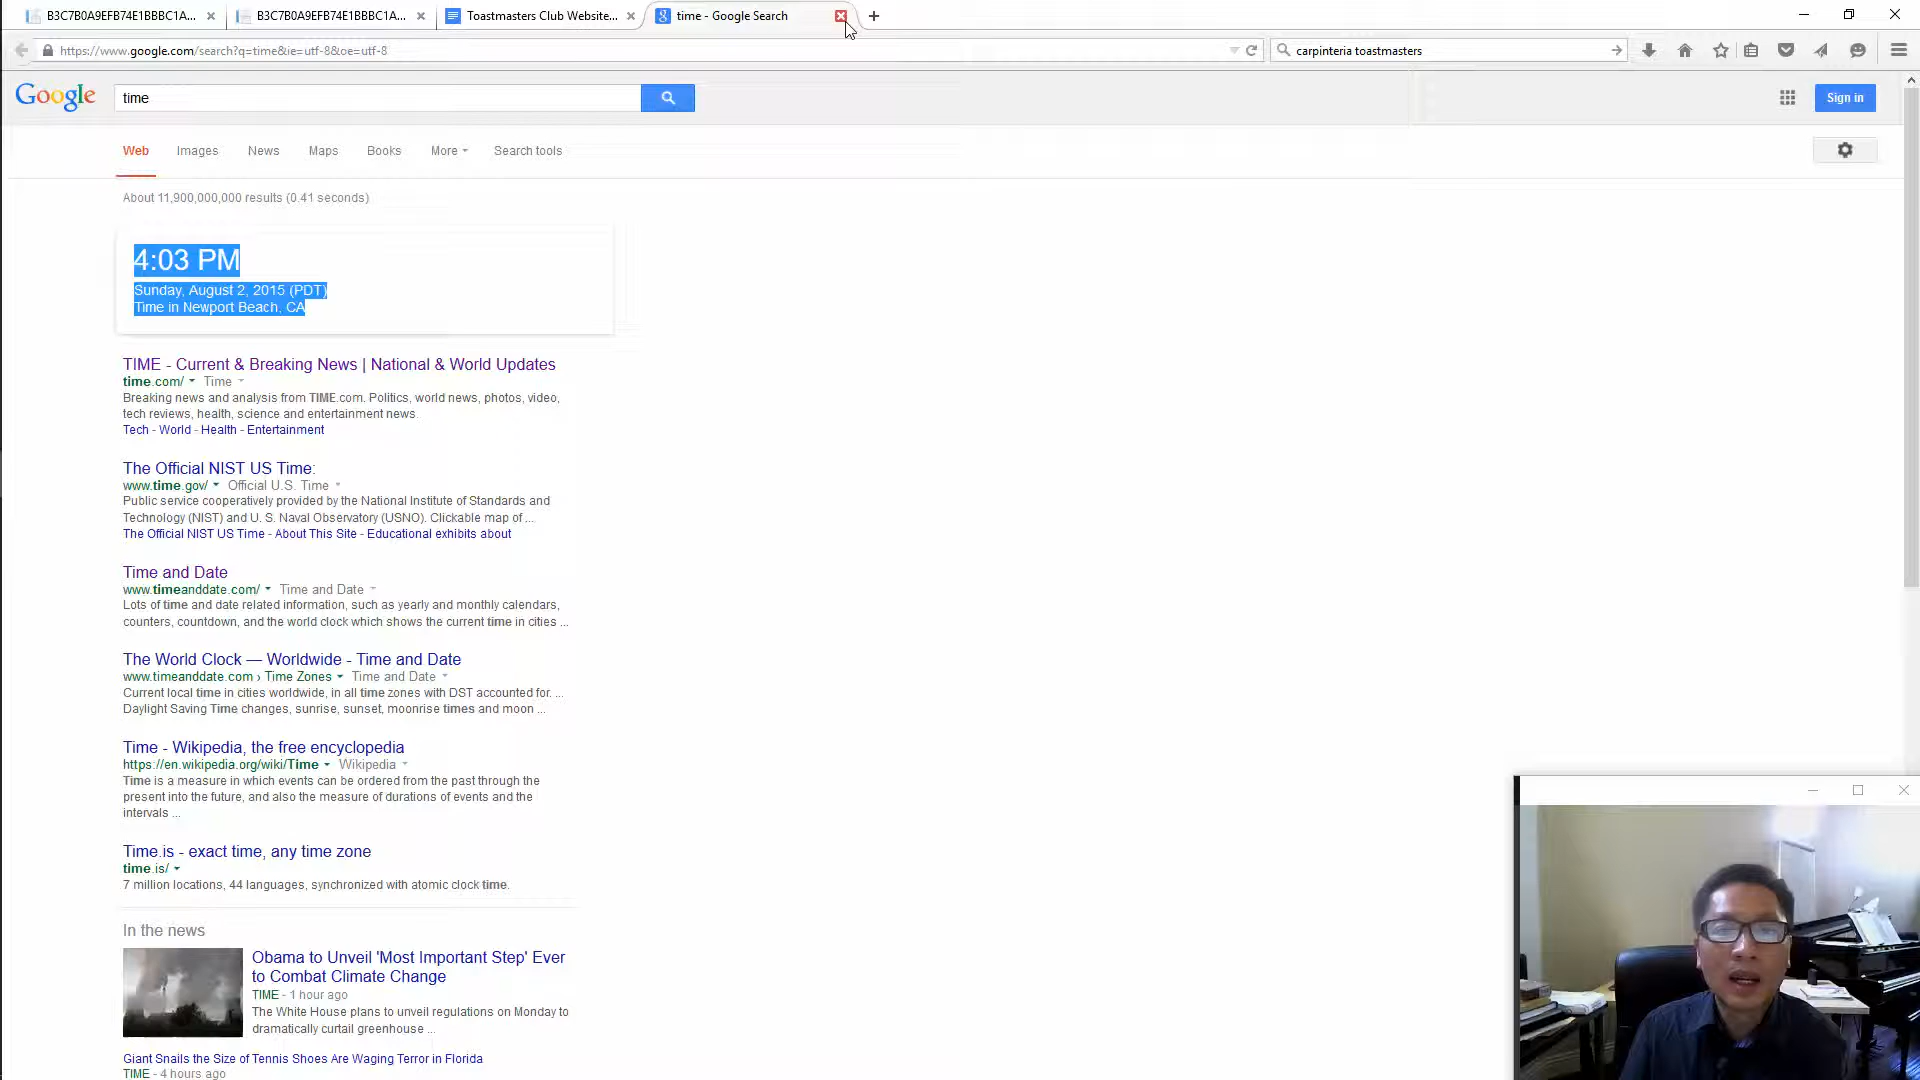 B3C7B0A9EFB74E1BBBC1A...
B3C7B0A9EFB74E1BBBC1A...
Toastmasters Club Website...
time - Google Search
https://www.google.com/search?q=time&ie=utf-8&oe=utf-8
carpinteria toastmasters
Google
time
Sign in
Web
Images
News
Maps
Books
More
Search tools
About 11,900,000,000 results (0.41 seconds)
4:03 PM
Sunday, August 2, 2015 (PDT)
Time in Newport Beach, CA
TIME - Current & Breaking News | National & World Updates
time.com/ Time
Breaking news and analysis from TIME.com. Politics, world news, photos, video,
tech reviews, health, science and entertainment news.
Tech - World - Health - Entertainment
The Official NIST US Time:
www.time.gov/ Official U.S. Time
Public service cooperatively provided by the National Institute of Standards and
Technology (NIST) and U. S. Naval Observatory (USNO). Clickable map of ...
The Official NIST US Time - About This Site - Educational exhibits about
Time and Date
www.timeanddate.com/ Time and Date
Lots of time and date related information, such as yearly and monthly calendars,
counters, countdown, and the world clock which shows the current time in cities ...
The World Clock — Worldwide - Time and Date
www.timeanddate.com › Time Zones Time and Date
Current local time in cities worldwide, in all time zones with DST accounted for. ...
Daylight Saving Time changes, sunrise, sunset, moonrise times and moon ...
Time - Wikipedia, the free encyclopedia
https://en.wikipedia.org/wiki/Time Wikipedia
Time is a measure in which events can be ordered from the past through the
present into the future, and also the measure of durations of events and the
intervals ...
Time.is - exact time, any time zone
time.is/
7 million locations, 44 languages, synchronized with atomic clock time.
In the news
Obama to Unveil 'Most Important Step' Ever
to Combat Climate Change
TIME - 1 hour ago
The White House plans to unveil regulations on Monday to
dramatically curtail greenhouse ...
Giant Snails the Size of Tennis Shoes Are Waging Terror in Florida
TIME - 4 hours ago